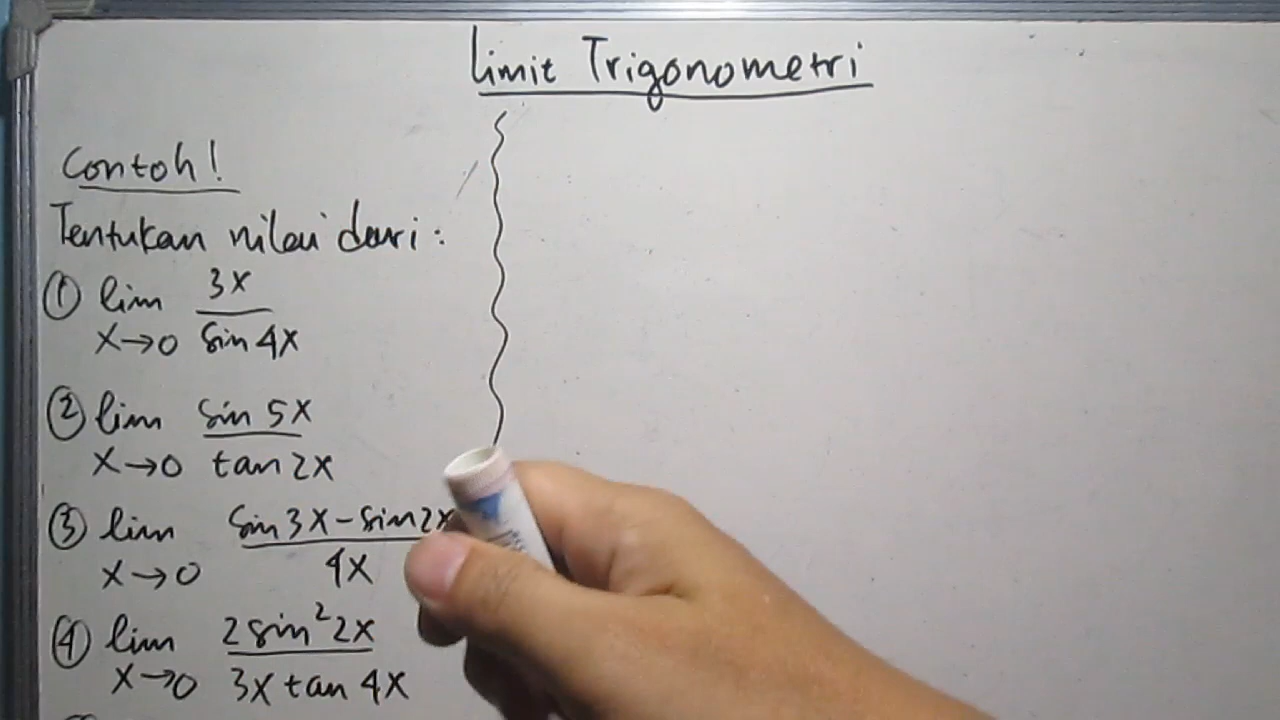 Limit Trigonometri
Contoh!
Tentukan nilai dari:
① lim 3x
x→0 sin 4x
② lim sin 5x
x→0 tan 2x
③ lim sin 3x - sin 2x
x→0 4x
④ lim 2 sin² 2x
x→0 3x tan 4x